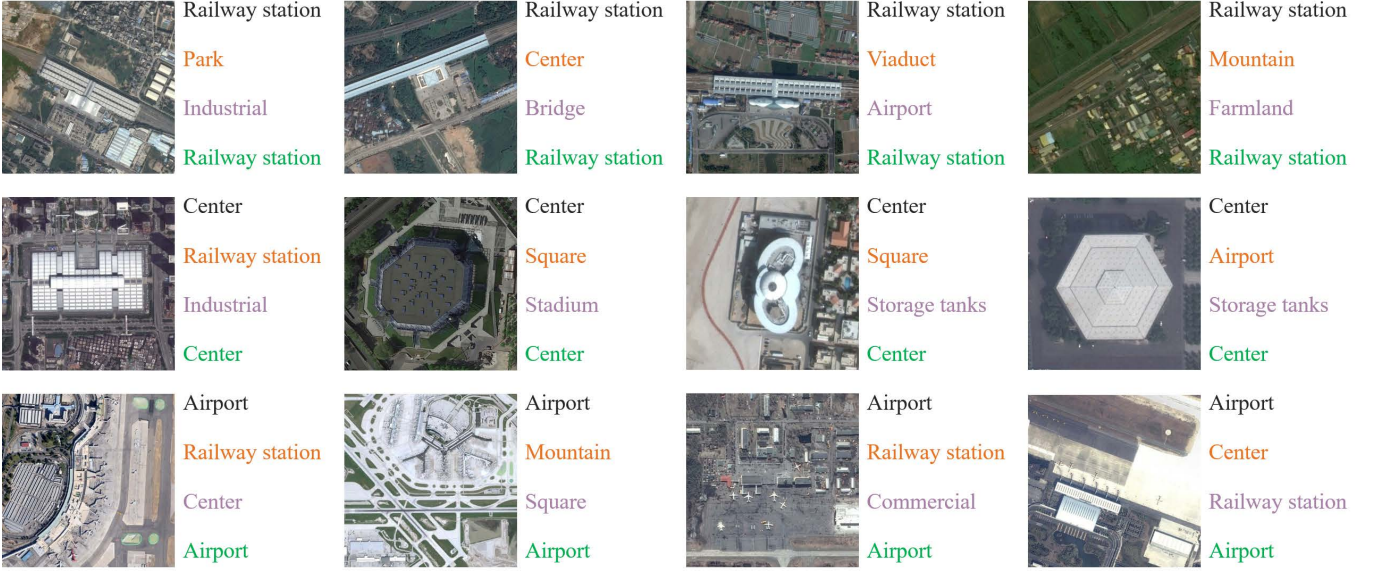 Railway station
Park
Industrial
Railway station
Railway station
Center
Bridge
Railway station
Railway station
Viaduct
Airport
Railway station
Railway station
Mountain
Farmland
Railway station
Center
Railway station
Industrial
Center
Center
Square
Stadium
Center
Center
Square
Storage tanks
Center
Center
Airport
Storage tanks
Center
Airport
Railway station
Center
Airport
Airport
Mountain
Square
Airport
Airport
Railway station
Commercial
Airport
Airport
Center
Railway station
Airport